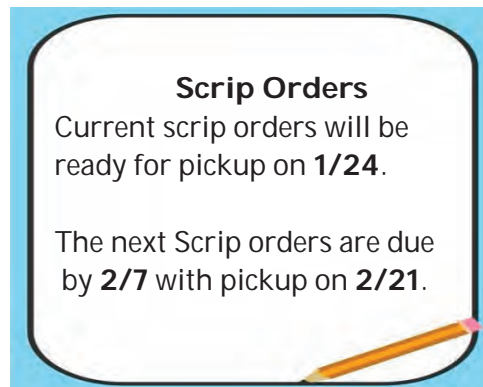 Scrip Orders
Current scrip orders will be
ready for pickup on 1/24.
The next Scrip orders are due
by 2/7 with pickup on 2/21.